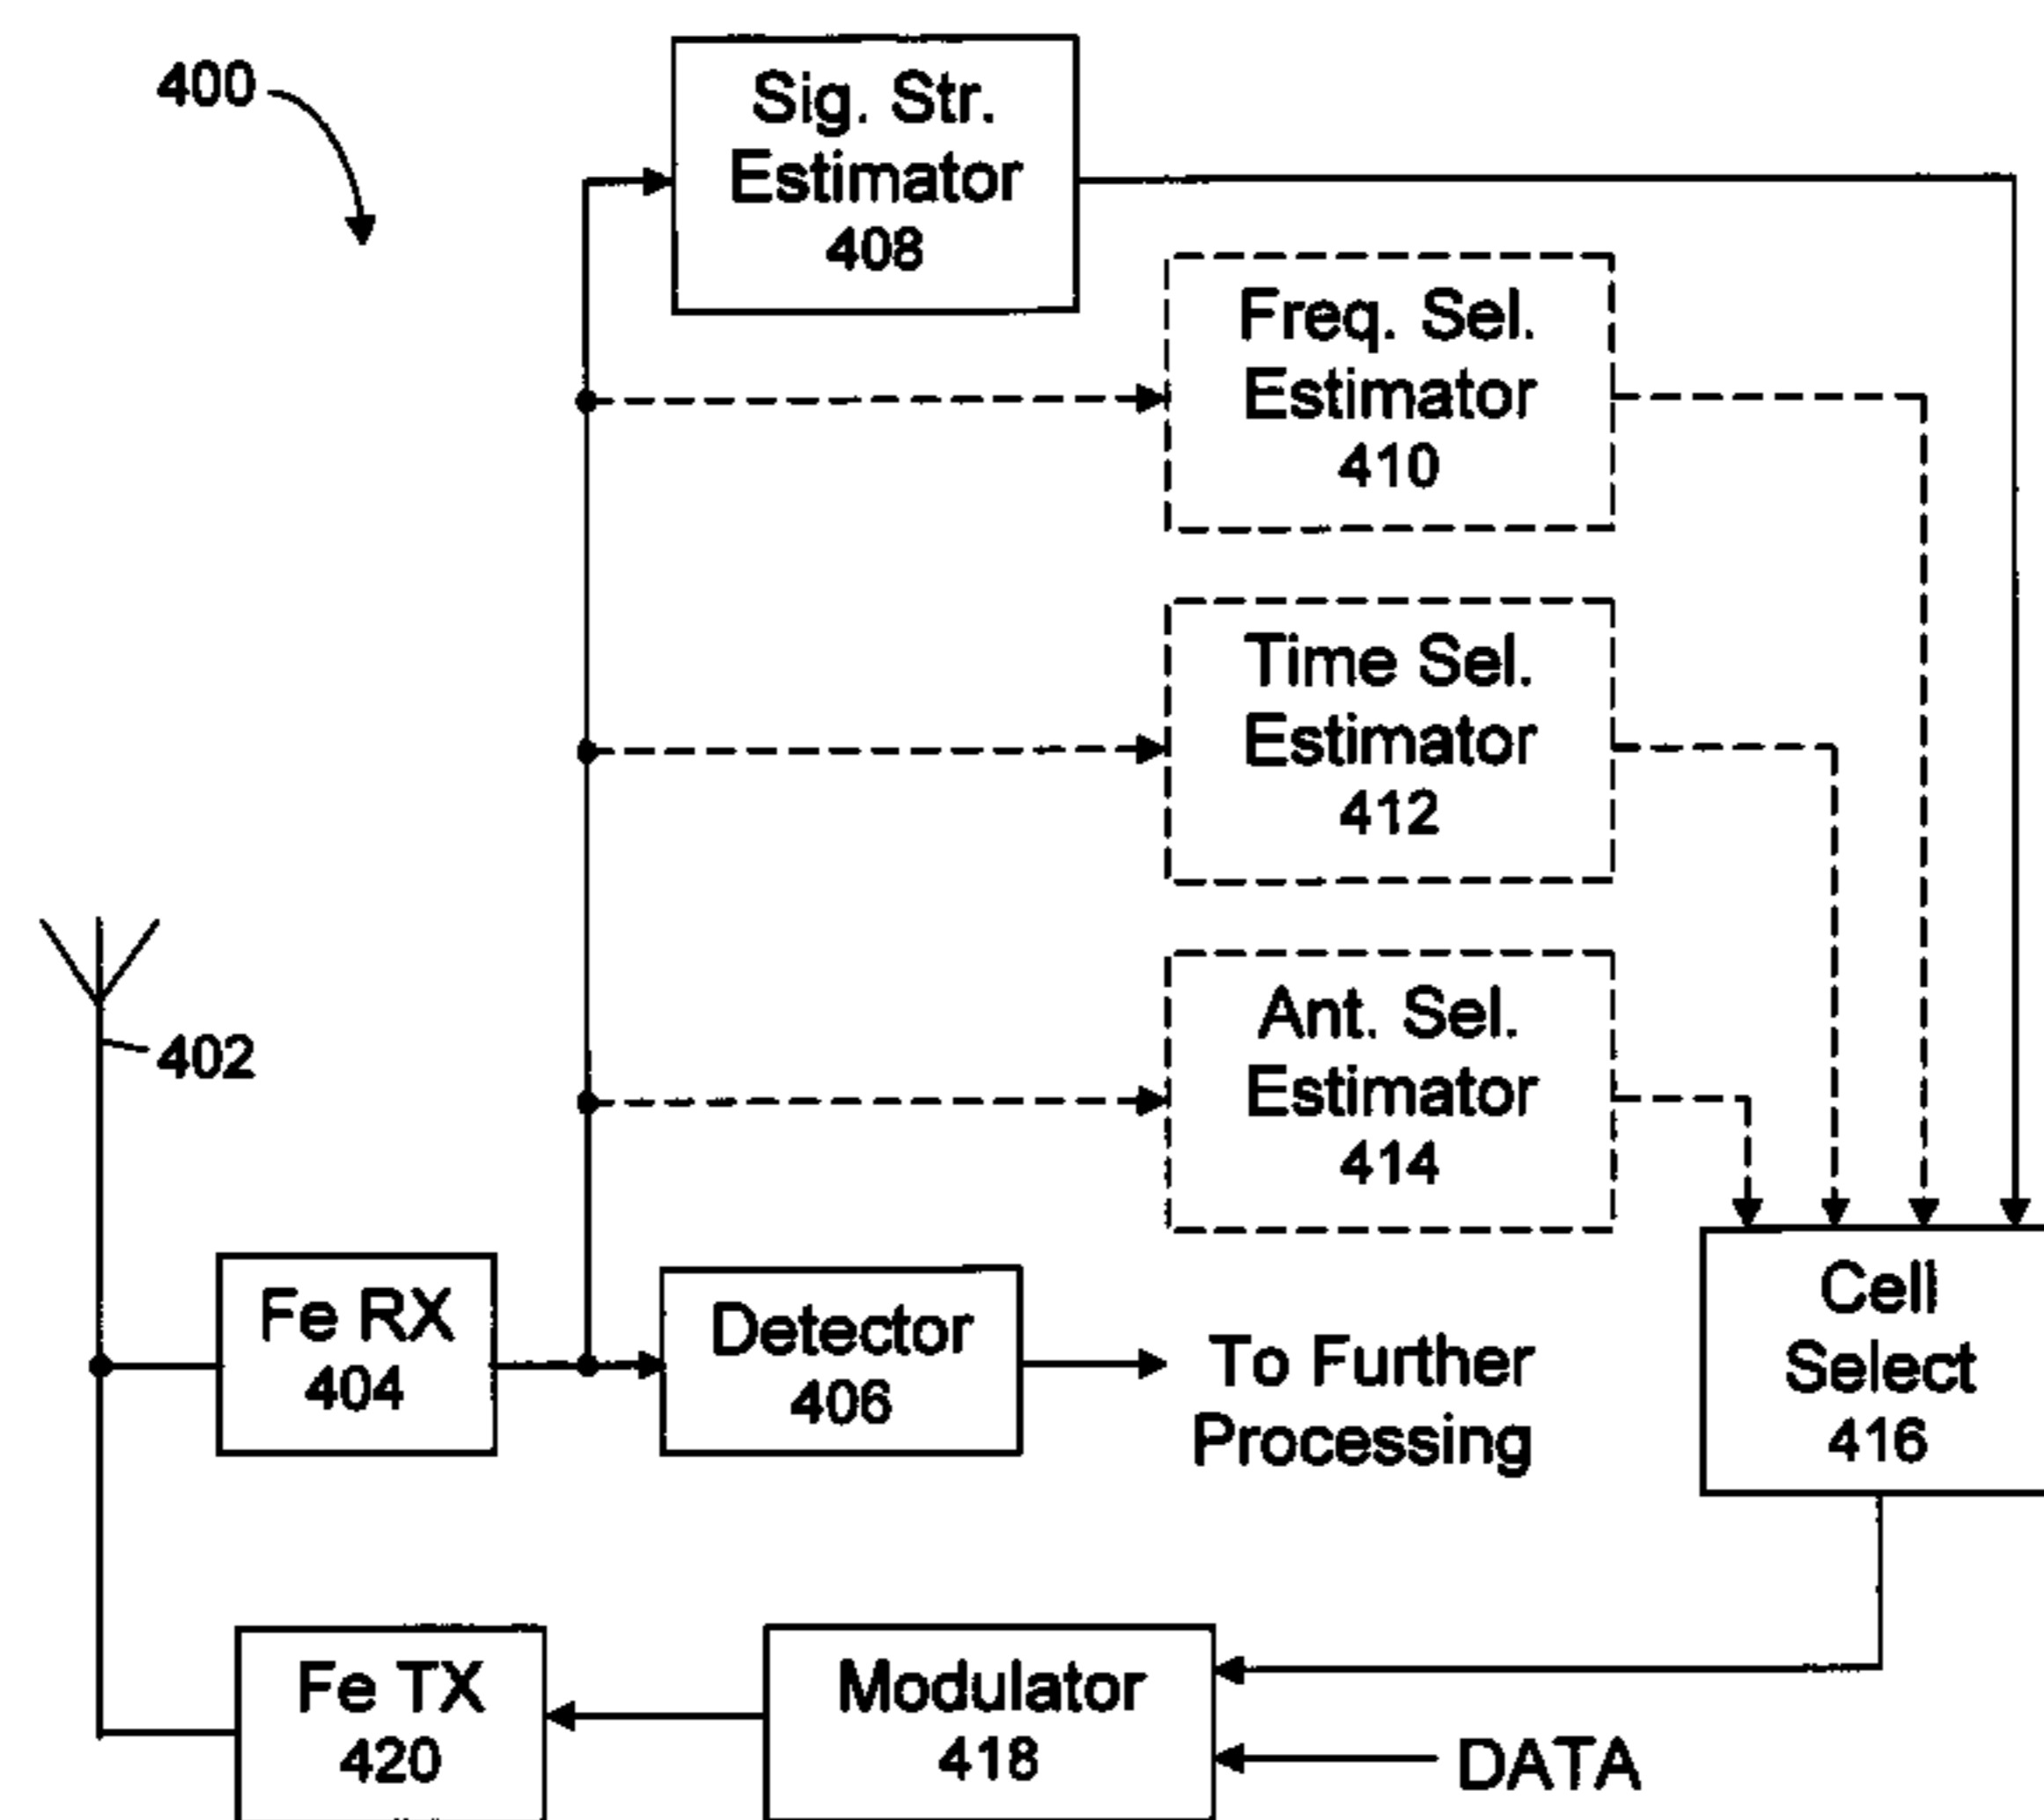 400
Sig. Str.
Estimator
408
Freq. Sel.
Estimator
410
Time Sel.
Estimator
412
Ant. Sel.
Estimator
414
402
Fe RX
404
Detector
406
To Further
Processing
Cell
Select
416
Fe TX
420
Modulator
418
DATA